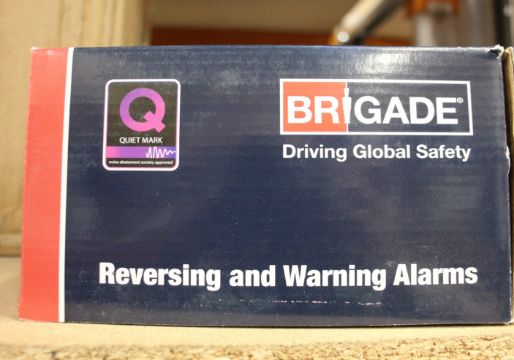 Q
QUIET MARK
noise abatement society approved
BRIGADE®
Driving Global Safety
Reversing and Warning Alarms